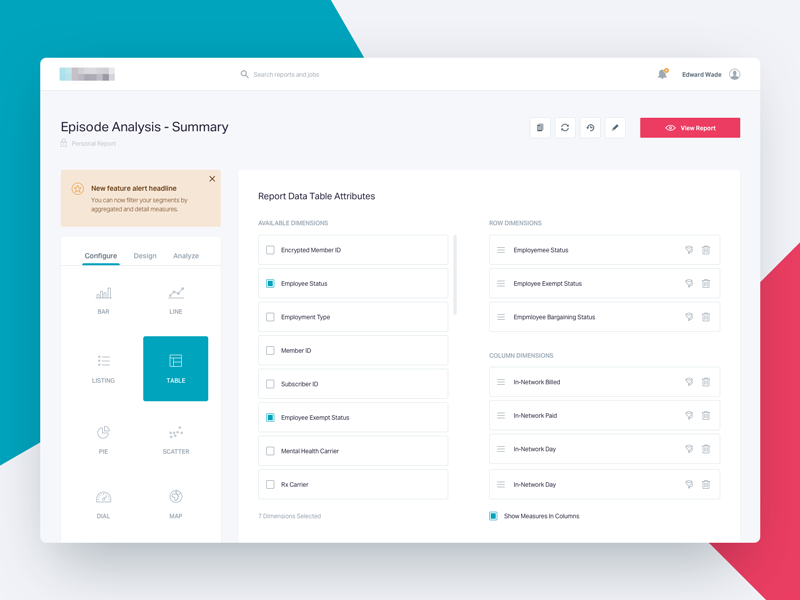 Search reports and jobs
Edward Wade
Episode Analysis - Summary
Personal Report
View Report
New feature alert headline
You can now filter your segments by
aggregated and detail measures.
Configure
Design
Analyze
BAR
LINE
LISTING
TABLE
PIE
SCATTER
DIAL
MAP
Report Data Table Attributes
AVAILABLE DIMENSIONS
Encrypted Member ID
Employee Status
Employment Type
Member ID
Subscriber ID
Employee Exempt Status
Mental Health Carrier
Rx Carrier
7 Dimensions Selected
ROW DIMENSIONS
Employemee Status
Employee Exempt Status
Empmloyee Bargaining Status
COLUMN DIMENSIONS
In-Network Billed
In-Network Paid
In-Network Day
In-Network Day
Show Measures In Columns